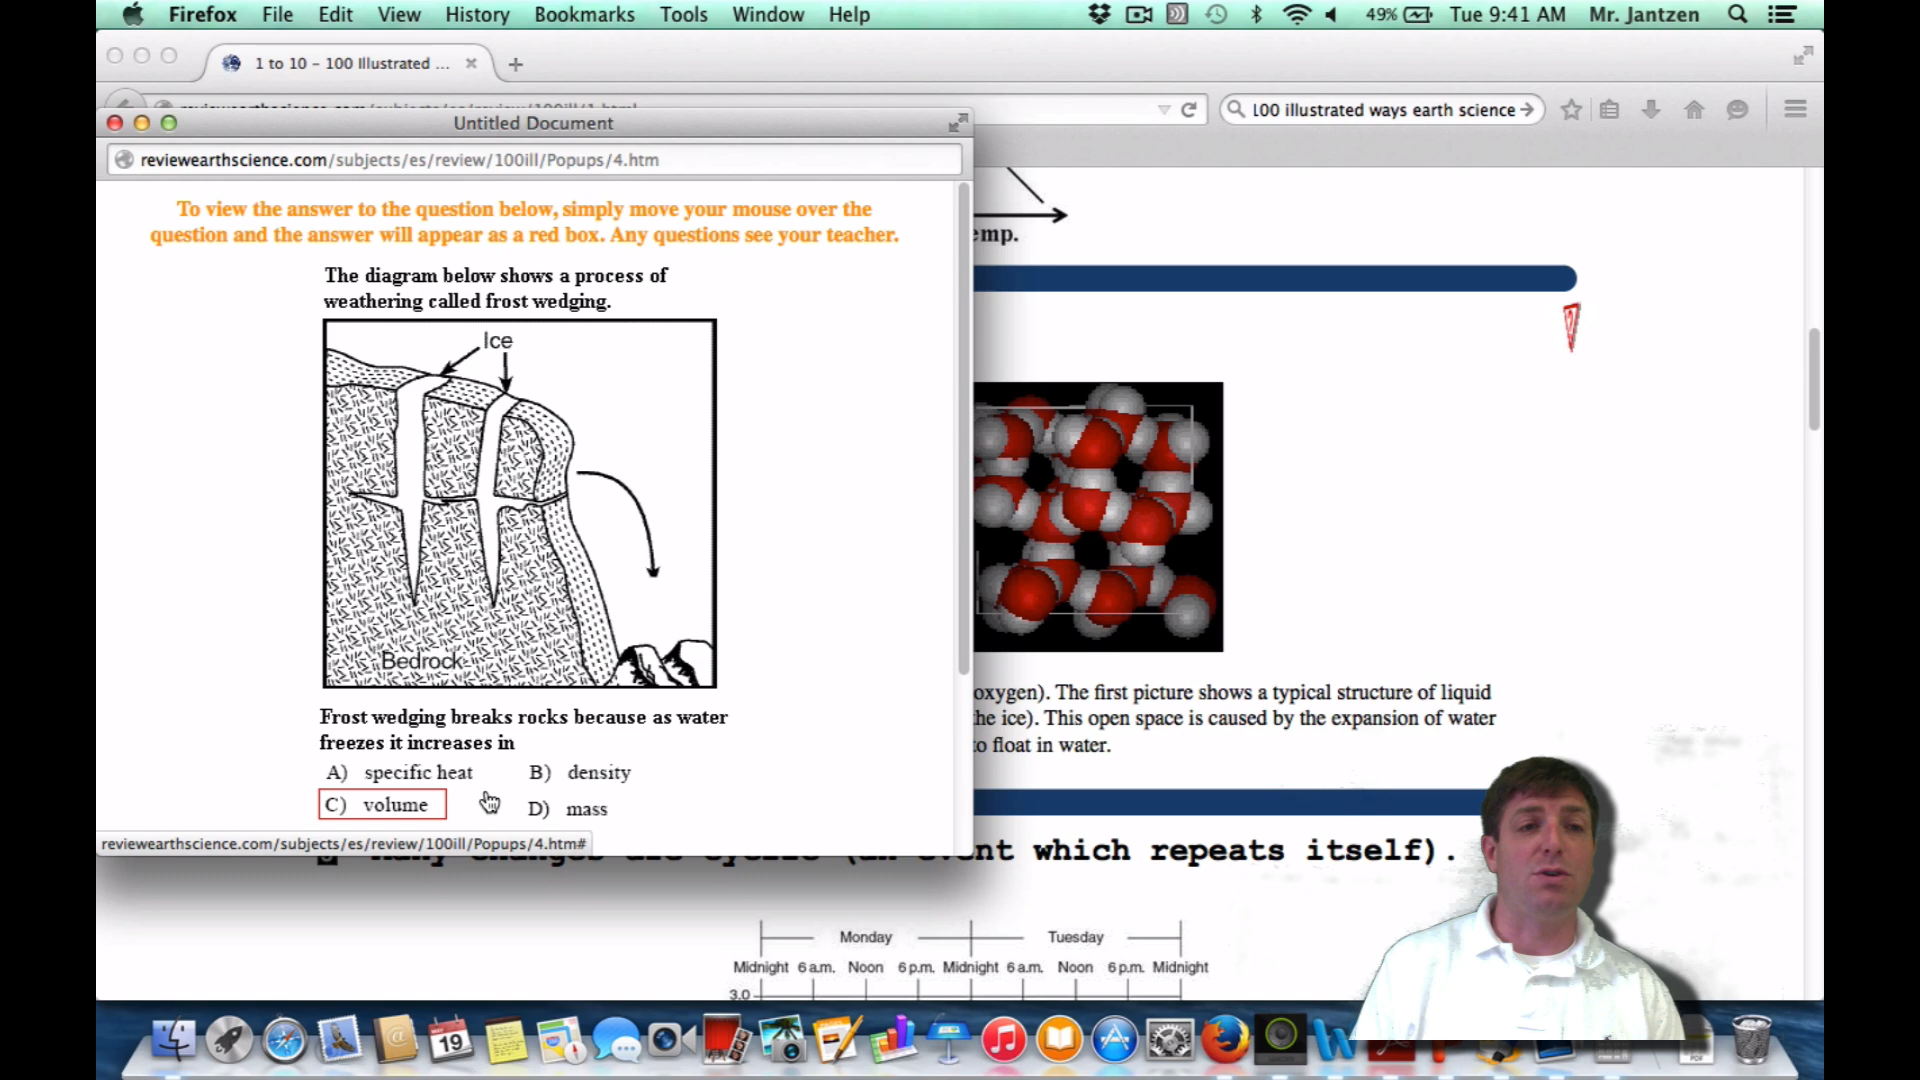 Firefox File Edit View History Bookmarks Tools Window Help 49% Tue 9:41 AM Mr. Jantzen
1 to 10 – 100 Illustrated ...
100 illustrated ways earth science
Untitled Document
reviewearthscience.com/subjects/es/review/100ill/Popups/4.htm
To view the answer to the question below, simply move your mouse over the
question and the answer will appear as a red box. Any questions see your teacher.
The diagram below shows a process of
weathering called frost wedging.
Ice
Bedrock
Frost wedging breaks rocks because as water
freezes it increases in
A) specific heat B) density
C) volume D) mass
reviewearthscience.com/subjects/es/review/100ill/Popups/4.htm#
emp.
oxygen). The first picture shows a typical structure of liquid
he ice). This open space is caused by the expansion of water
o float in water.
which repeats itself).
Monday Tuesday
Midnight 6 a.m. Noon 6 p.m. Midnight 6 a.m. Noon 6 p.m. Midnight
3.0
19